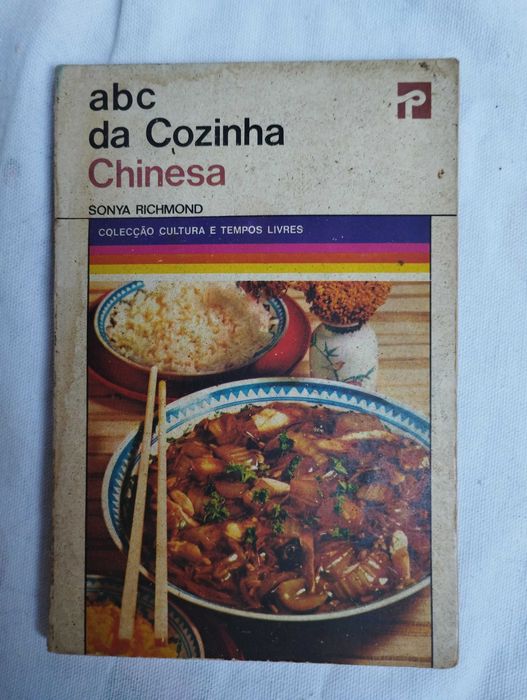 abc
da Cozinha
Chinesa
SONYA RICHMOND
COLECÇÃO CULTURA E TEMPOS LIVRES